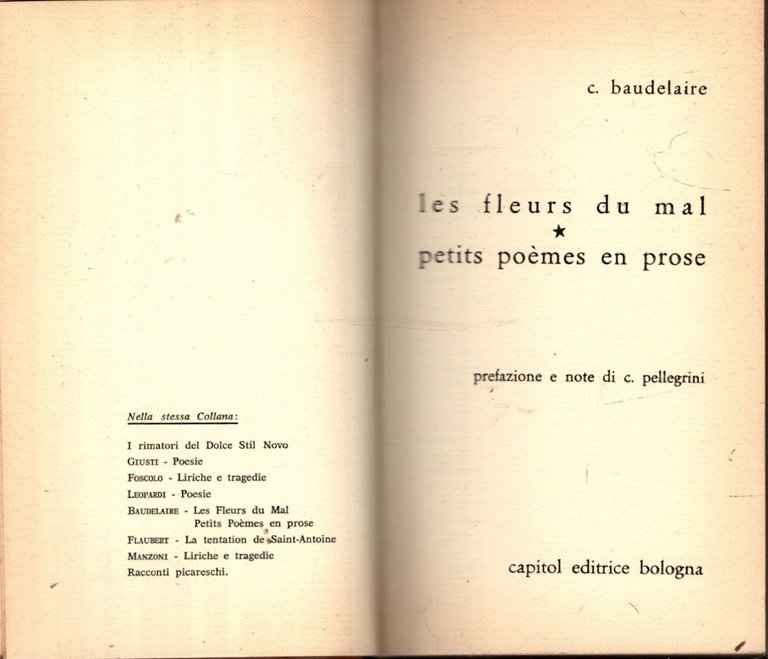 Nella stessa Collana:
I rimatori del Dolce Stil Novo
GIUSTI - Poesie
FOSCOLO - Liriche e tragedie
LEOPARDI - Poesie
BAUDELAIRE - Les Fleurs du Mal
Petits Poèmes en prose
FLAUBERT - La tentation de Saint-Antoine
MANZONI - Liriche e tragedie
Racconti picareschi.
c. baudelaire
les fleurs du mal
★
petits poèmes en prose
prefazione e note di c. pellegrini
capitol editrice bologna